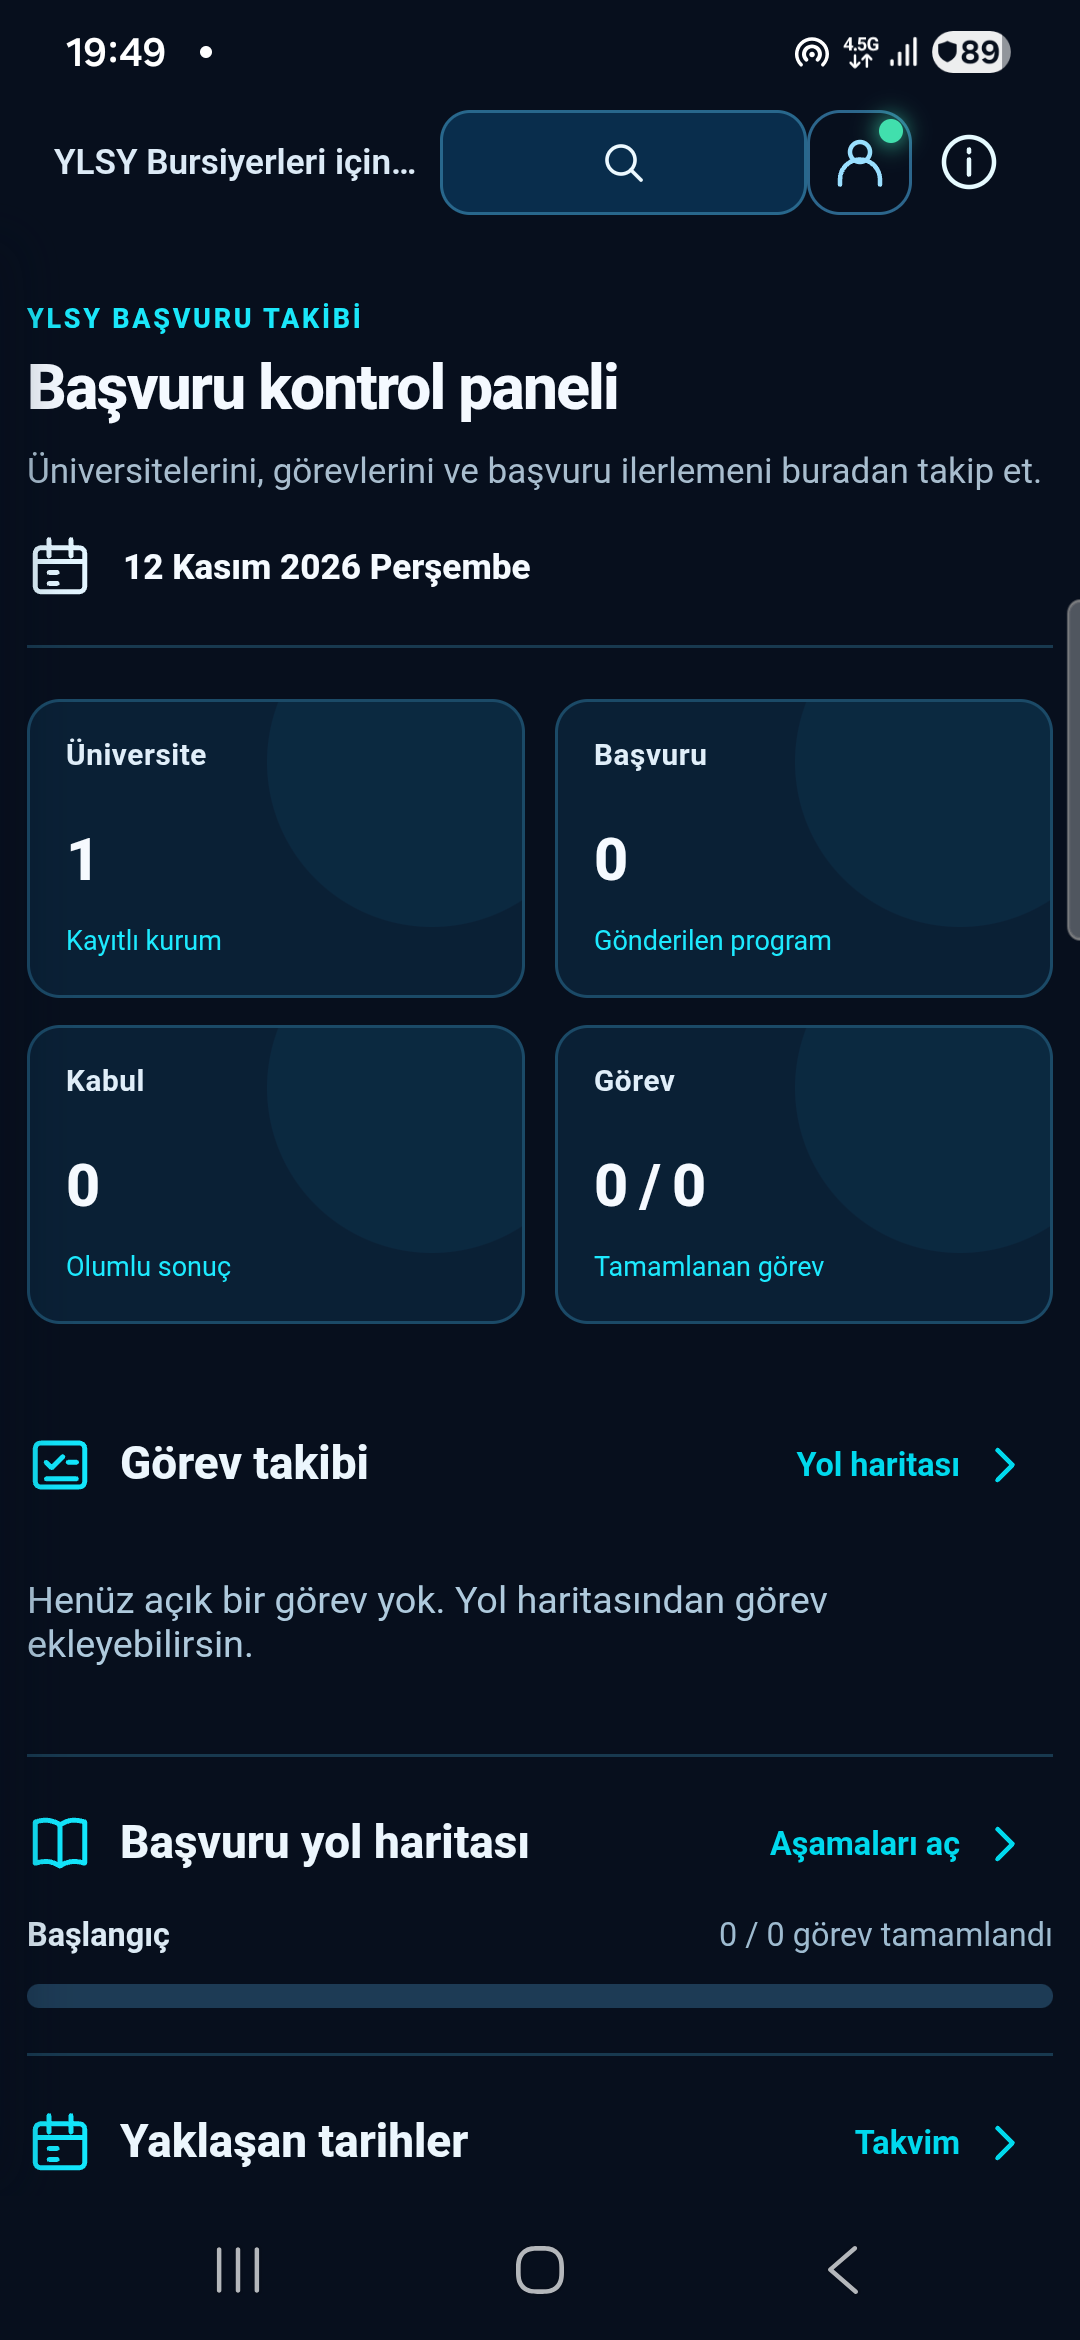 19:49
4.5G
89
YLSY Bursiyerleri için...
YLSY BAŞVURU TAKİBİ
Başvuru kontrol paneli
Üniversitelerini, görevlerini ve başvuru ilerlemeni buradan takip et.
12 Kasım 2026 Perşembe
Üniversite
1
Kayıtlı kurum
Başvuru
0
Gönderilen program
Kabul
0
Olumlu sonuç
Görev
0 / 0
Tamamlanan görev
Görev takibi
Yol haritası
Henüz açık bir görev yok. Yol haritasından görev
ekleyebilirsin.
Başvuru yol haritası
Aşamaları aç
Başlangıç
0 / 0 görev tamamlandı
Yaklaşan tarihler
Takvim